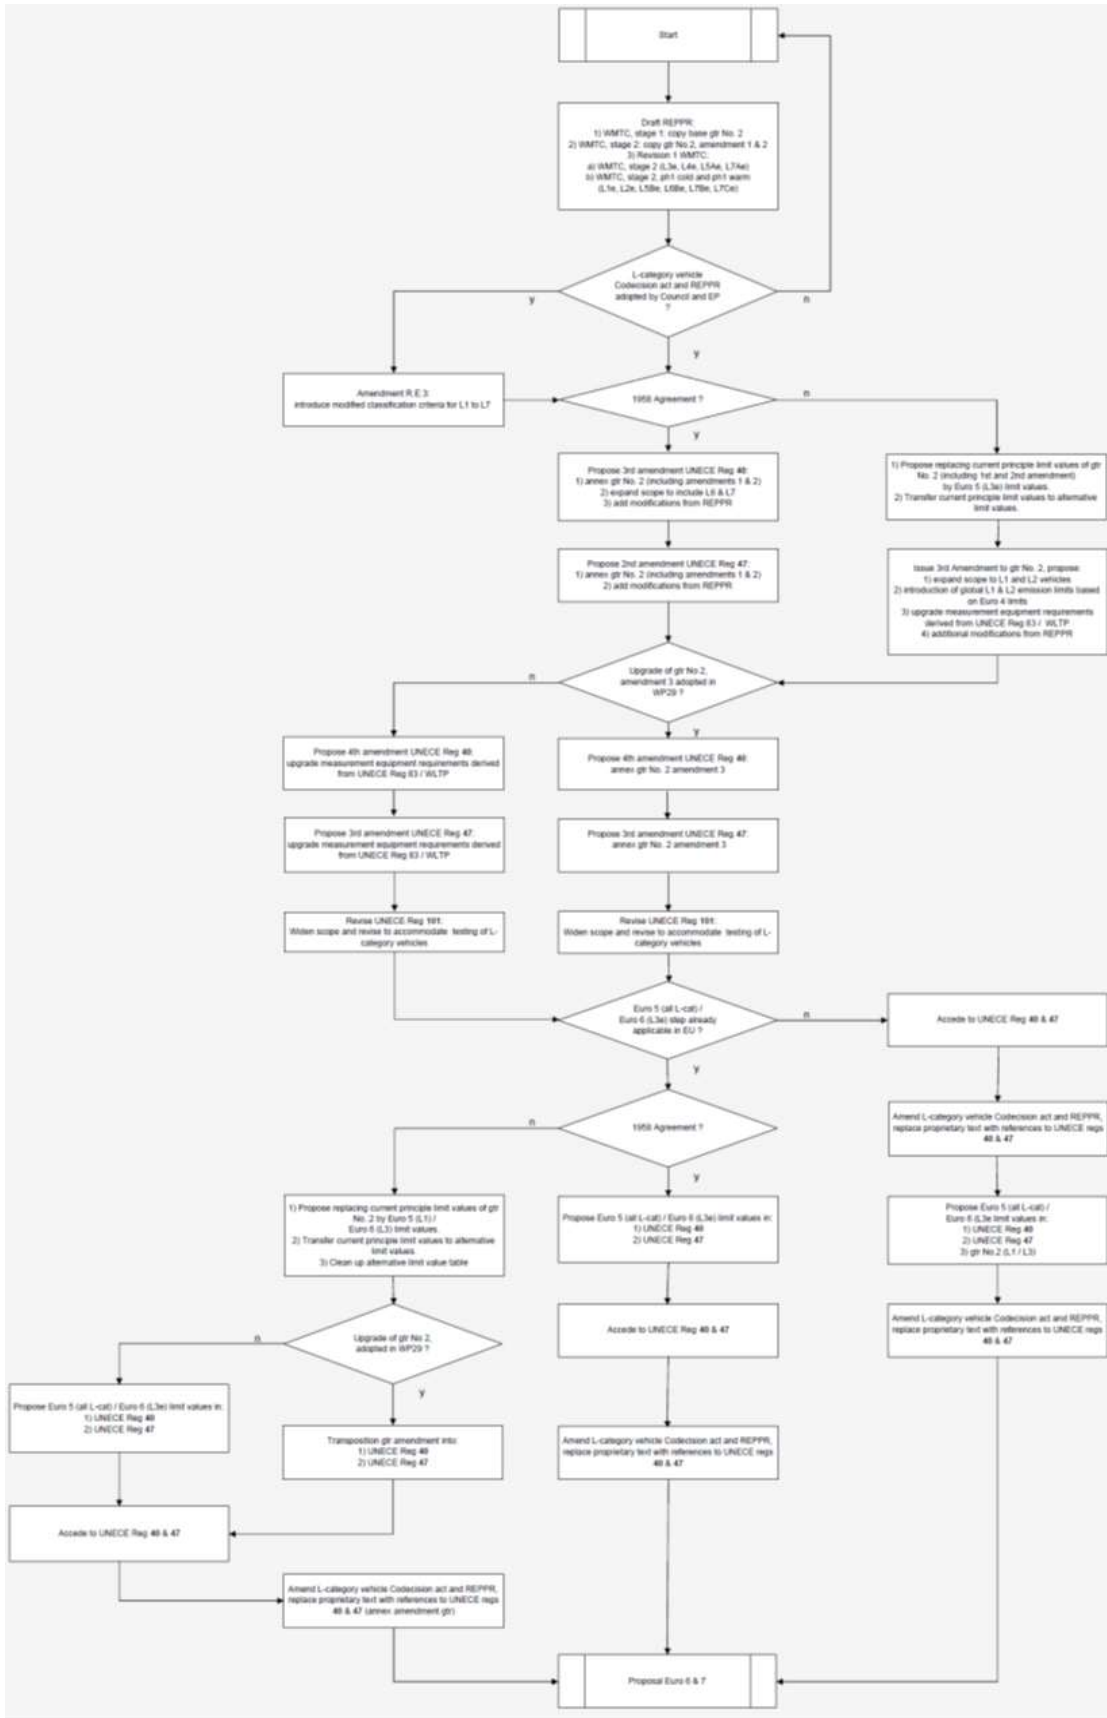 Start
Draft REPPR:
1) WMTC, stage 1: copy base gtr No. 2
2) WMTC, stage 2: copy gtr No.2, amendment 1 & 2
3) Revision 1 WMTC:
a) WMTC, stage 2 (L3e, L4e, L5Ae, L7Ae)
b) WMTC, stage 2, ph1 cold and ph1 warm
(L1e, L2e, L5Be, L6Be, L7Be, L7Ce)
L-category vehicle
Codecision act and REPPR
adopted by Council and EP
?
y
n
y
Amendment R.E.3:
introduce modified classification criteria for L1 to L7
1958 Agreement ?
n
y
Propose 3rd amendment UNECE Reg 40:
1) annex gtr No. 2 (including amendments 1 & 2)
2) expand scope to include L6 & L7
3) add modifications from REPPR
1) Propose replacing current principle limit values of gtr
No. 2 (including 1st and 2nd amendment)
by Euro 5 (L3e) limit values.
2) Transfer current principle limit values to alternative
limit values.
Propose 2nd amendment UNECE Reg 47:
1) annex gtr No. 2 (including amendments 1 & 2)
2) add modifications from REPPR
Issue 3rd Amendment to gtr No. 2, propose:
1) expand scope to L1 and L2 vehicles
2) introduction of global L1 & L2 emission limits based
on Euro 4 limits
3) upgrade measurement equipment requirements
derived from UNECE Reg 83 / WLTP
4) additional modifications from REPPR
Upgrade of gtr No.2,
amendment 3 adopted in
WP29 ?
n
y
Propose 4th amendment UNECE Reg 40:
upgrade measurement equipment requirements derived
from UNECE Reg 83 / WLTP
Propose 4th amendment UNECE Reg 40:
annex gtr No. 2 amendment 3
Propose 3rd amendment UNECE Reg 47:
upgrade measurement equipment requirements derived
from UNECE Reg 83 / WLTP
Propose 3rd amendment UNECE Reg 47:
annex gtr No. 2 amendment 3
Revise UNECE Reg 101:
Widen scope and revise to accommodate testing of L-
category vehicles
Revise UNECE Reg 101:
Widen scope and revise to accommodate testing of L-
category vehicles
Euro 5 (all L-cat) /
Euro 6 (L3e) step already
applicable in EU ?
n
y
Accede to UNECE Reg 40 & 47
1958 Agreement ?
n
y
Amend L-category vehicle Codecision act and REPPR,
replace proprietary text with references to UNECE regs
40 & 47
1) Propose replacing current principle limit values of gtr
No. 2 by Euro 5 (L1) /
Euro 6 (L3) limit values.
2) Transfer current principle limit values to alternative
limit values
3) Clean up alternative limit value table
Propose Euro 5 (all L-cat) / Euro 6 (L3e) limit values in:
1) UNECE Reg 40
2) UNECE Reg 47
Propose Euro 5 (all L-cat) /
Euro 6 (L3e limit values in:
1) UNECE Reg 40
2) UNECE Reg 47
3) gtr No.2 (L1 / L3)
Upgrade of gtr No 2,
adopted in WP29 ?
n
y
Accede to UNECE Reg 40 & 47
Amend L-category vehicle Codecision act and REPPR,
replace proprietary text with references to UNECE regs
40 & 47
Propose Euro 5 (all L-cat) / Euro 6 (L3e) limit values in:
1) UNECE Reg 40
2) UNECE Reg 47
Transposition gtr amendment into:
1) UNECE Reg 40
2) UNECE Reg 47
Amend L-category vehicle Codecision act and REPPR,
replace proprietary text with references to UNECE regs
40 & 47
Accede to UNECE Reg 40 & 47
Amend L-category vehicle Codecision act and REPPR,
replace proprietary text with references to UNECE regs
40 & 47 (annex amendment gtr)
Proposal Euro 6 & 7